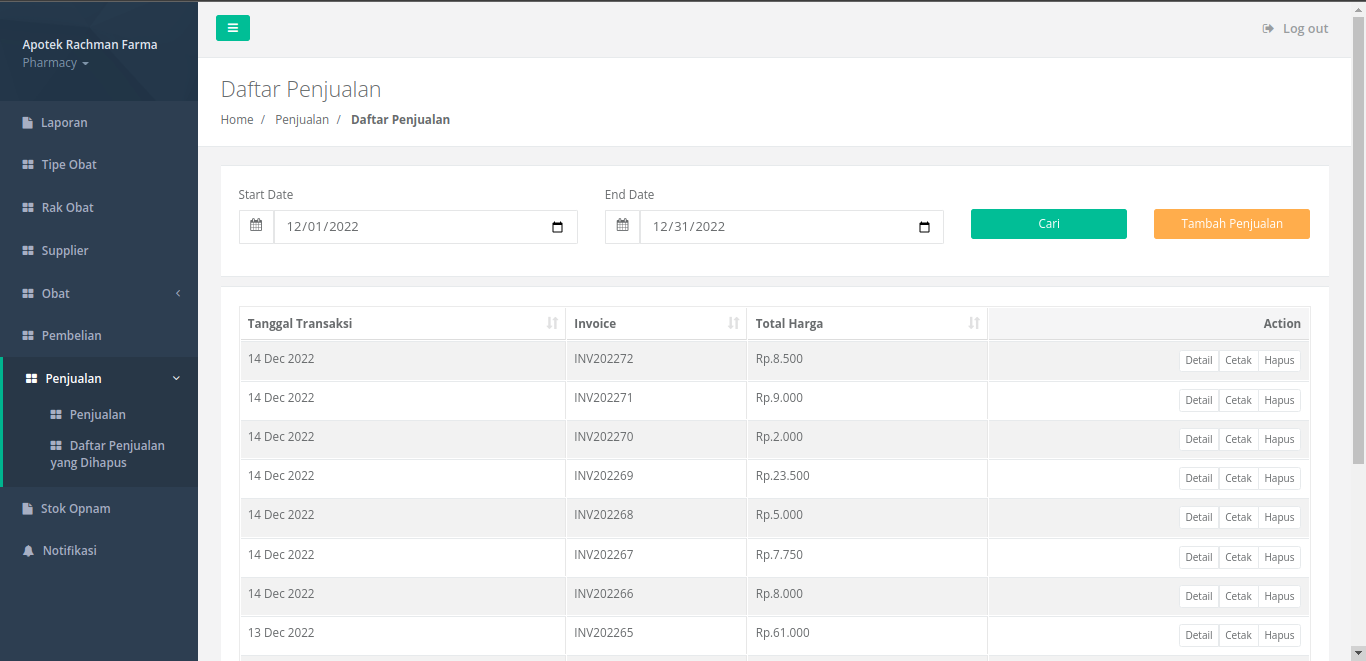 Apotek Rachman Farma
Pharmacy
Laporan
Tipe Obat
Rak Obat
Supplier
Obat
Pembelian
Penjualan
Penjualan
Daftar Penjualan
yang Dihapus
Stok Opnam
Notifikasi
Log out
Daftar Penjualan
Home / Penjualan / Daftar Penjualan
Start Date End Date
12/01/2022 12/31/2022 Cari Tambah Penjualan
Tanggal Transaksi Invoice Total Harga Action
14 Dec 2022 INV202272 Rp.8.500 Detail Cetak Hapus
14 Dec 2022 INV202271 Rp.9.000 Detail Cetak Hapus
14 Dec 2022 INV202270 Rp.2.000 Detail Cetak Hapus
14 Dec 2022 INV202269 Rp.23.500 Detail Cetak Hapus
14 Dec 2022 INV202268 Rp.5.000 Detail Cetak Hapus
14 Dec 2022 INV202267 Rp.7.750 Detail Cetak Hapus
14 Dec 2022 INV202266 Rp.8.000 Detail Cetak Hapus
13 Dec 2022 INV202265 Rp.61.000 Detail Cetak Hapus